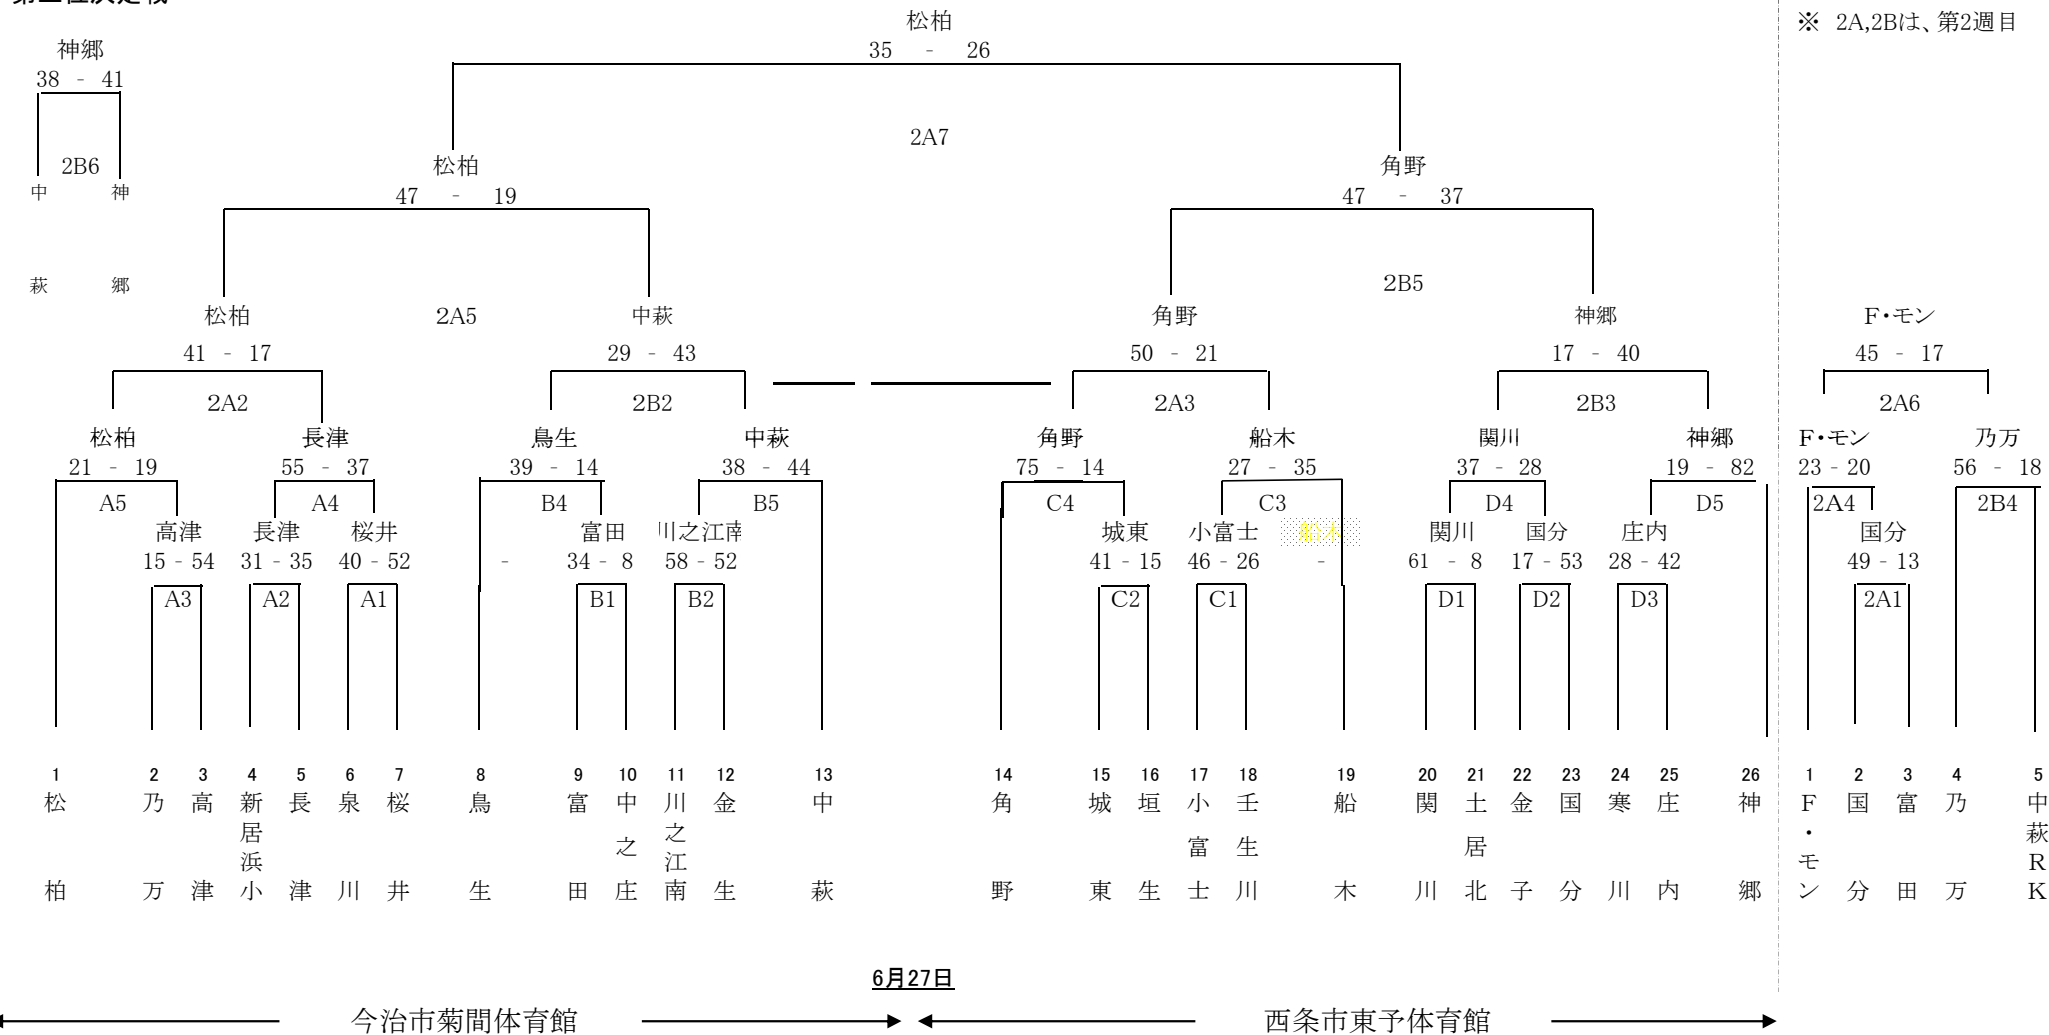 松柏
※ 2A,2Bは、第2週目
神郷
35 - 26
38 - 41
2A7
2B6
松柏
角野
中萩
神郷
47 - 19
47 - 37
2A5
2B5
松柏
中萩
角野
神郷
F・モン
41 - 17
29 - 43
50 - 21
17 - 40
45 - 17
2A2
2B2
2A3
2B3
2A6
松柏
長津
鳥生
中萩
角野
船木
関川
神郷
F・モン
乃万
21 - 19
55 - 37
39 - 14
38 - 44
75 - 14
27 - 35
37 - 28
19 - 82
23 - 20
56 - 18
A5
A4
B4
B5
C4
C3
D4
D5
2A4
2B4
高津
長津
桜井
富田
川之江南
城東
小富士
船木
関川
国分
庄内
国分
15 - 54
31 - 35
40 - 52
-
34 - 8
58 - 52
41 - 15
46 - 26
-
61 - 8
17 - 53
28 - 42
49 - 13
A3
A2
A1
B1
B2
C2
C1
D1
D2
D3
2A1
1 松柏
2 乃万
3 高津
4 新居浜小
5 長津
6 泉川
7 桜井
8 鳥生
9 富田
10 中之庄
11 川之江南
12 金生
13 中萩
14 角野
15 城東
16 垣生
17 小富士
18 壬生川
19 船木
20 関川
21 土居北
22 金子
23 国分
24 寒川
25 庄内
26 神郷
1 F・モン
2 国分
3 富田
4 乃万
5 中萩RK
6月27日
今治市菊間体育館
西条市東予体育館